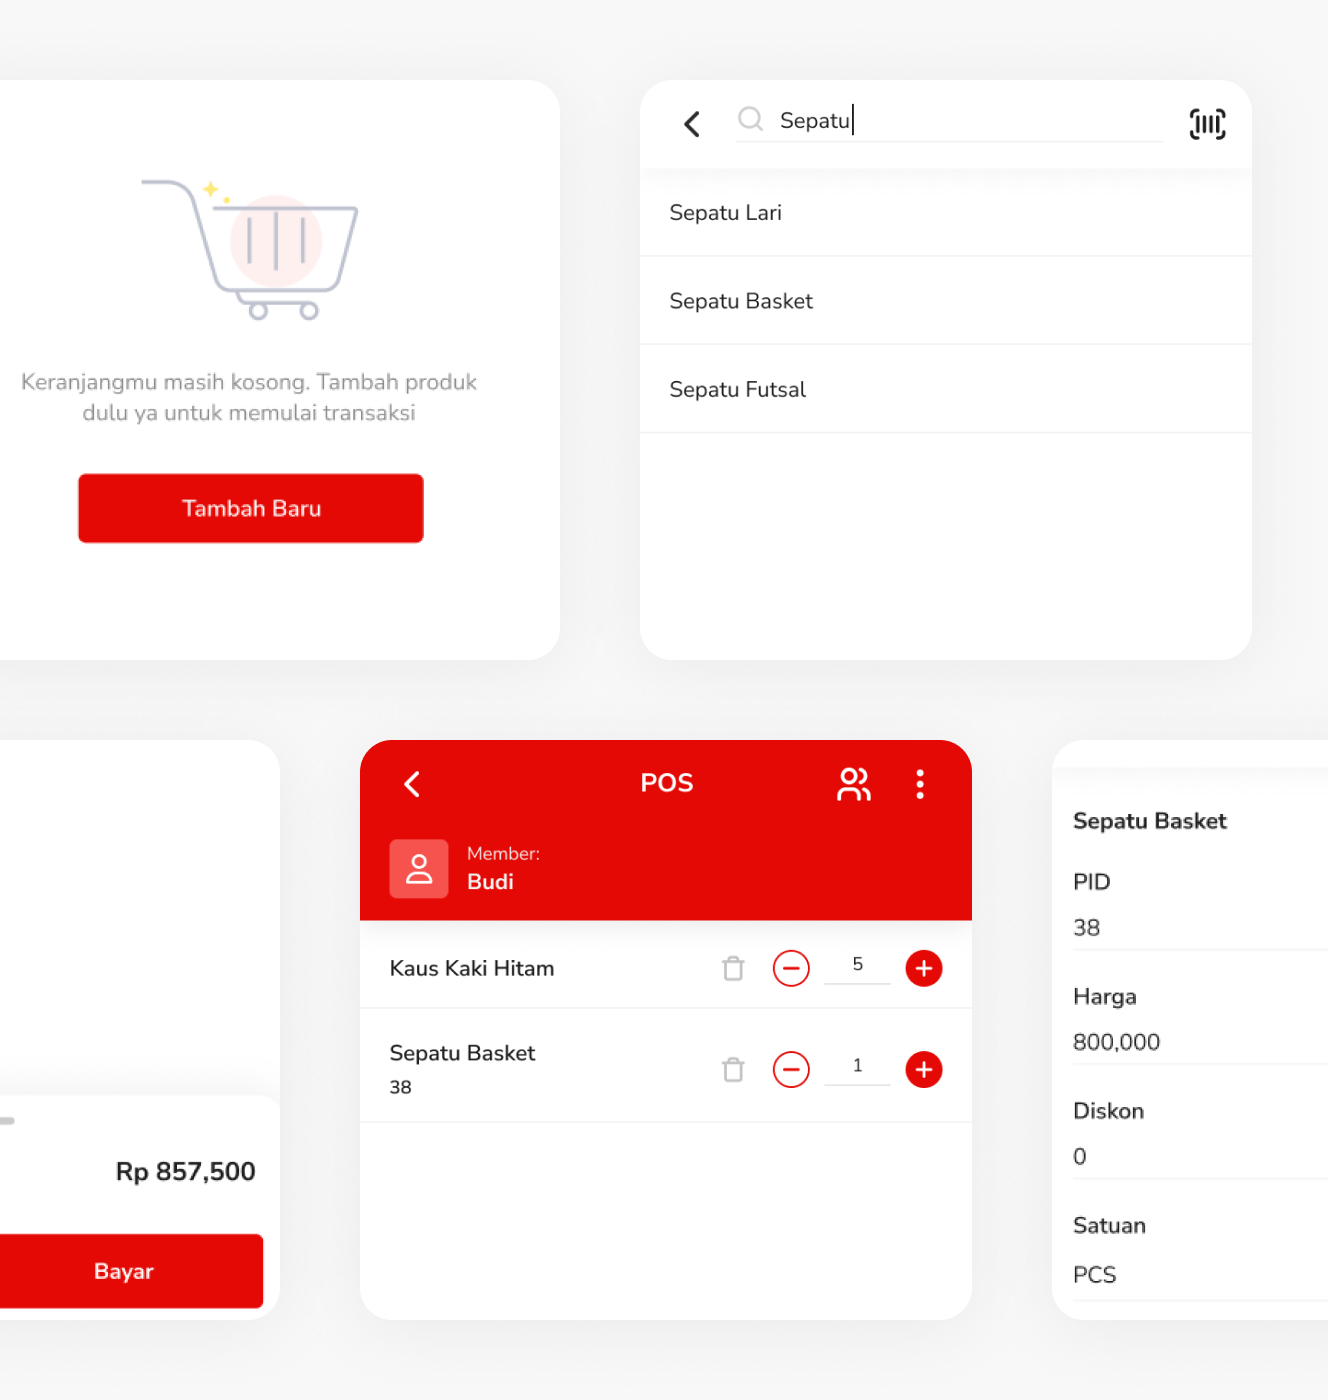 Keranjangmu masih kosong. Tambah produk
dulu ya untuk memulai transaksi
Tambah Baru
Sepatu
Sepatu Lari
Sepatu Basket
Sepatu Futsal
Rp 857,500
Bayar
POS
Member:
Budi
Kaus Kaki Hitam
5
Sepatu Basket
38
1
Sepatu Basket
PID
38
Harga
800,000
Diskon
0
Satuan
PCS